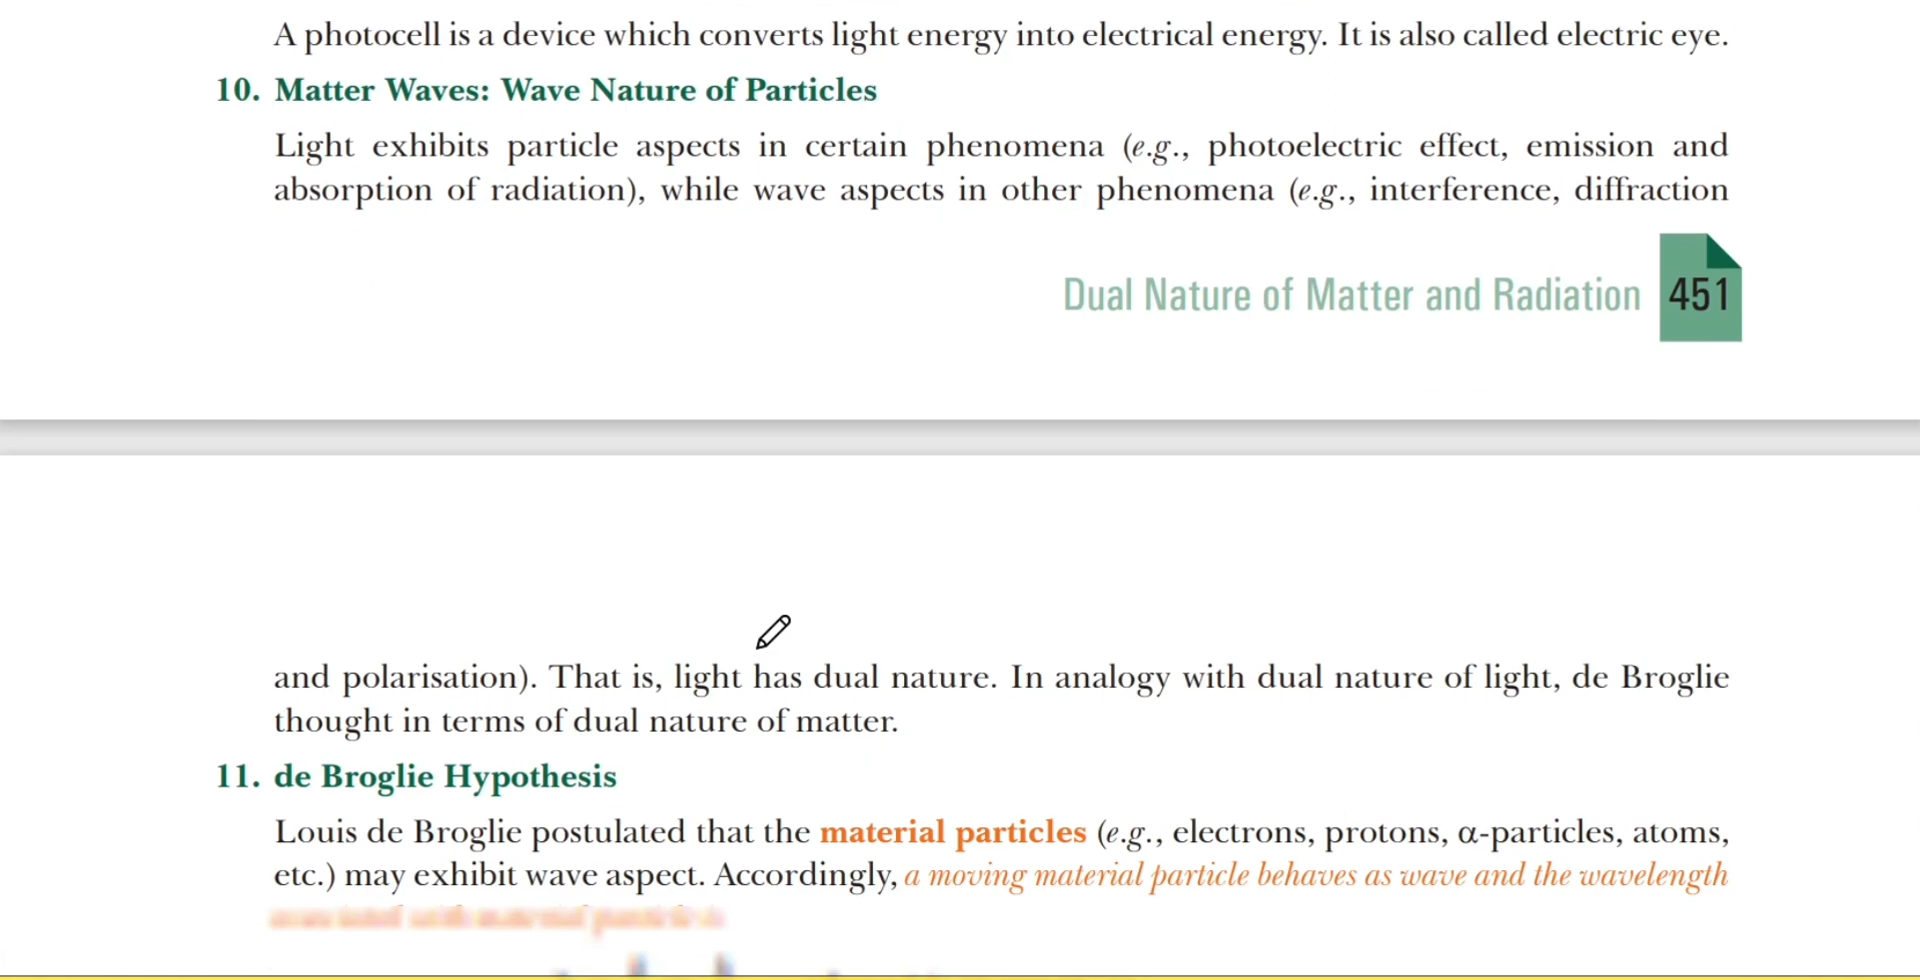 A photocell is a device which converts light energy into electrical energy. It is also called electric eye.
10. Matter Waves: Wave Nature of Particles
Light exhibits particle aspects in certain phenomena (e.g., photoelectric effect, emission and
absorption of radiation), while wave aspects in other phenomena (e.g., interference, diffraction
Dual Nature of Matter and Radiation 451
and polarisation). That is, light has dual nature. In analogy with dual nature of light, de Broglie
thought in terms of dual nature of matter.
11. de Broglie Hypothesis
Louis de Broglie postulated that the material particles (e.g., electrons, protons, α-particles, atoms,
etc.) may exhibit wave aspect. Accordingly, a moving material particle behaves as wave and the wavelength